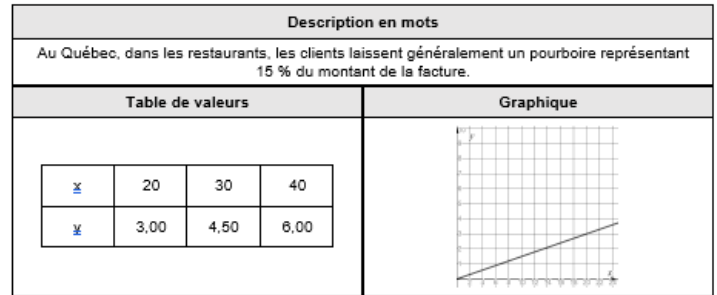 Description en mots
Au Québec, dans les restaurants, les clients laissent généralement un pourboire représentant
15 % du montant de la facture.
Table de valeurs
Graphique
x 20 30 40
y 3,00 4,50 6,00
y
x